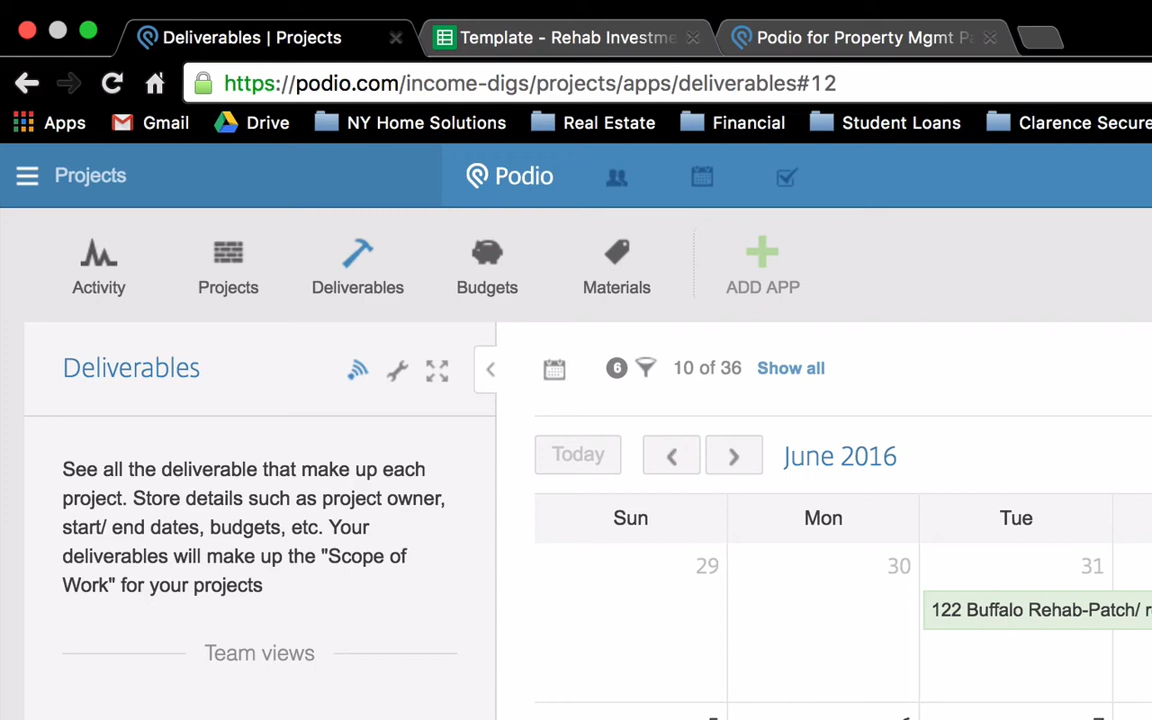 Deliverables | Projects
Template - Rehab Investme
Podio for Property Mgmt Pa
https://podio.com/income-digs/projects/apps/deliverables#12
Apps Gmail Drive NY Home Solutions Real Estate Financial Student Loans Clarence Secure
Projects Podio
Activity Projects Deliverables Budgets Materials ADD APP
Deliverables
6 10 of 36 Show all
See all the deliverable that make up each
project. Store details such as project owner,
start/ end dates, budgets, etc. Your
deliverables will make up the "Scope of
Work" for your projects
Team views
Today June 2016
Sun Mon Tue
29 30 31
122 Buffalo Rehab-Patch/ r